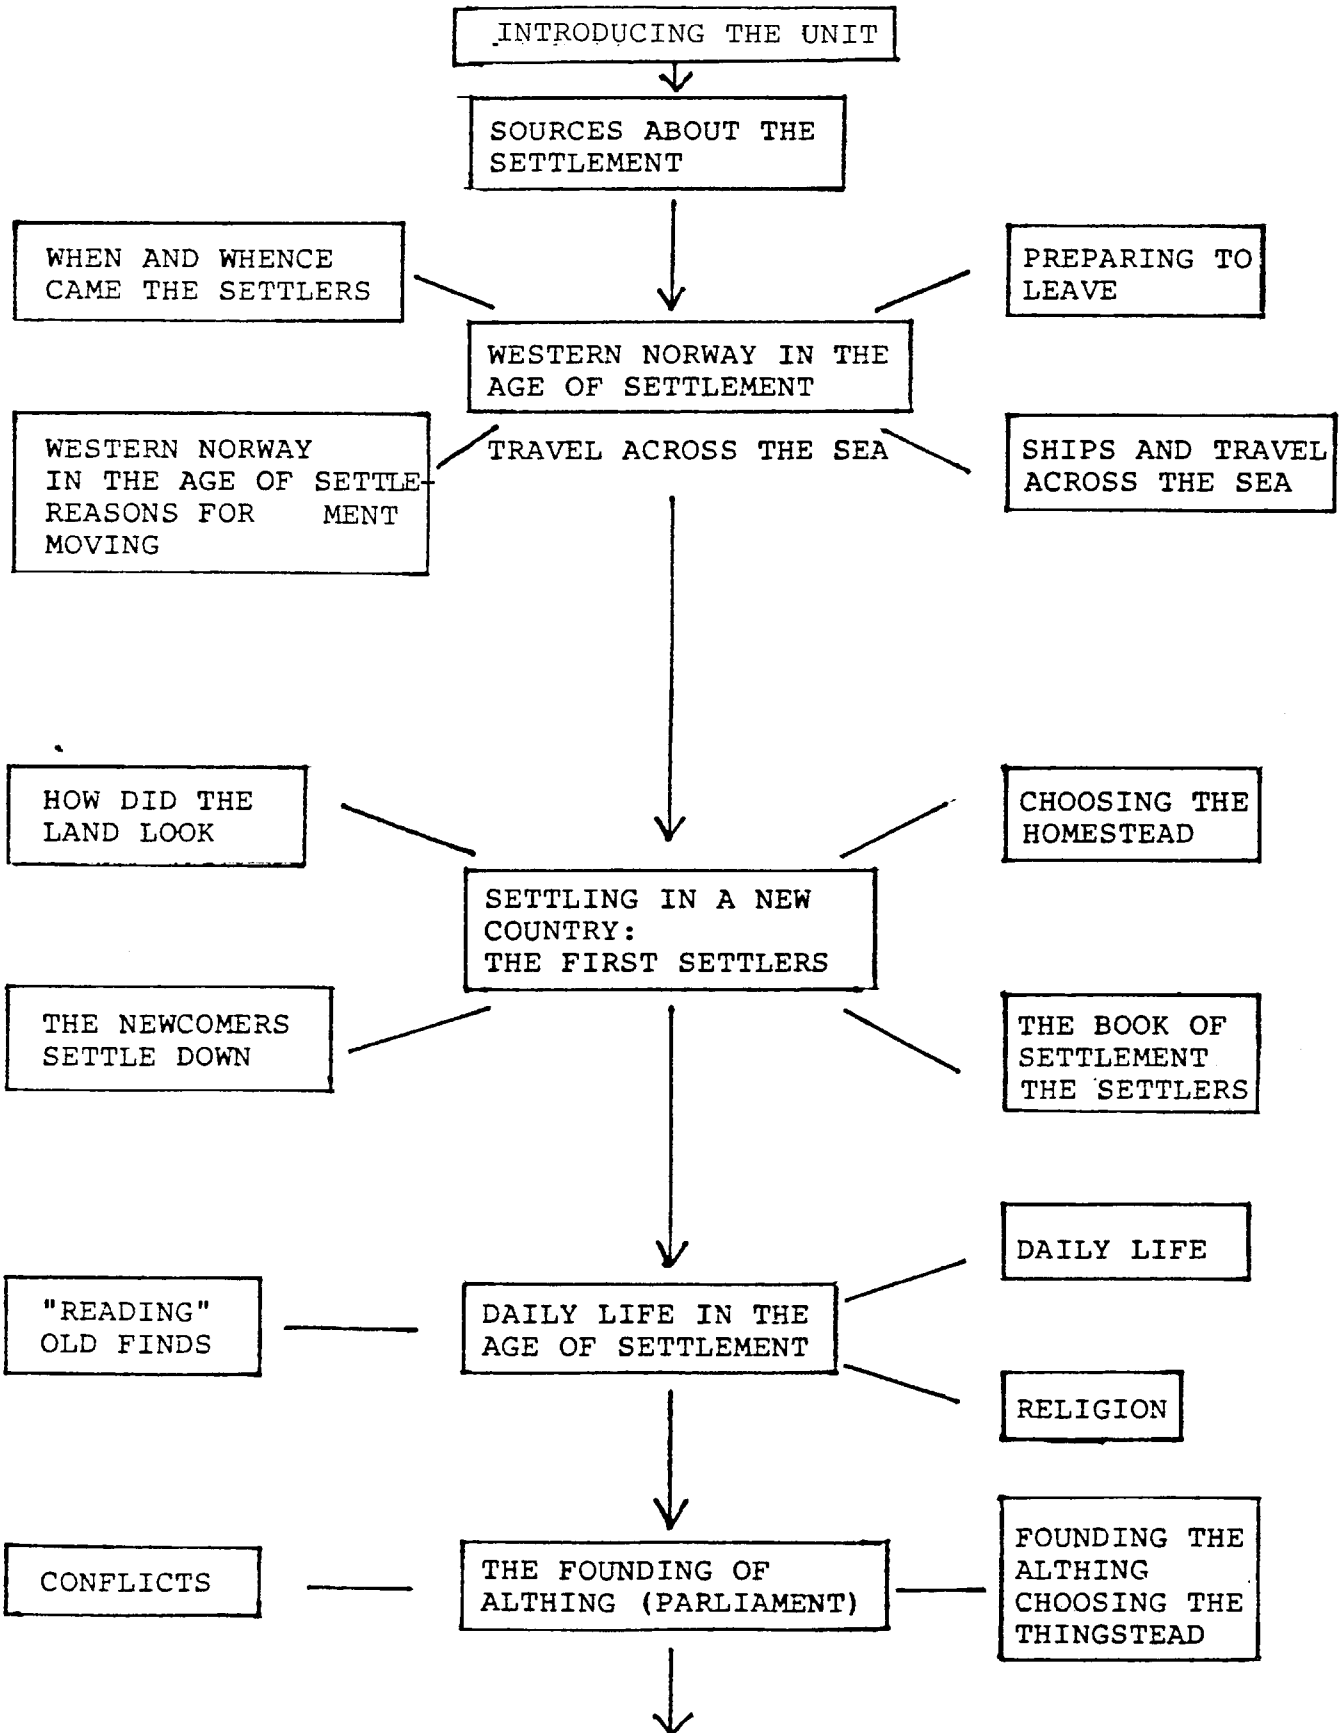 INTRODUCING THE UNIT
SOURCES ABOUT THE
SETTLEMENT
WHEN AND WHENCE
CAME THE SETTLERS
PREPARING TO
LEAVE
WESTERN NORWAY IN THE
AGE OF SETTLEMENT
TRAVEL ACROSS THE SEA
WESTERN NORWAY
IN THE AGE OF SETTLE-
REASONS FOR MENT
MOVING
SHIPS AND TRAVEL
ACROSS THE SEA
HOW DID THE
LAND LOOK
CHOOSING THE
HOMESTEAD
SETTLING IN A NEW
COUNTRY:
THE FIRST SETTLERS
THE NEWCOMERS
SETTLE DOWN
THE BOOK OF
SETTLEMENT
THE SETTLERS
DAILY LIFE
"READING"
OLD FINDS
DAILY LIFE IN THE
AGE OF SETTLEMENT
RELIGION
CONFLICTS
THE FOUNDING OF
ALTHING (PARLIAMENT)
FOUNDING THE
ALTHING
CHOOSING THE
THINGSTEAD